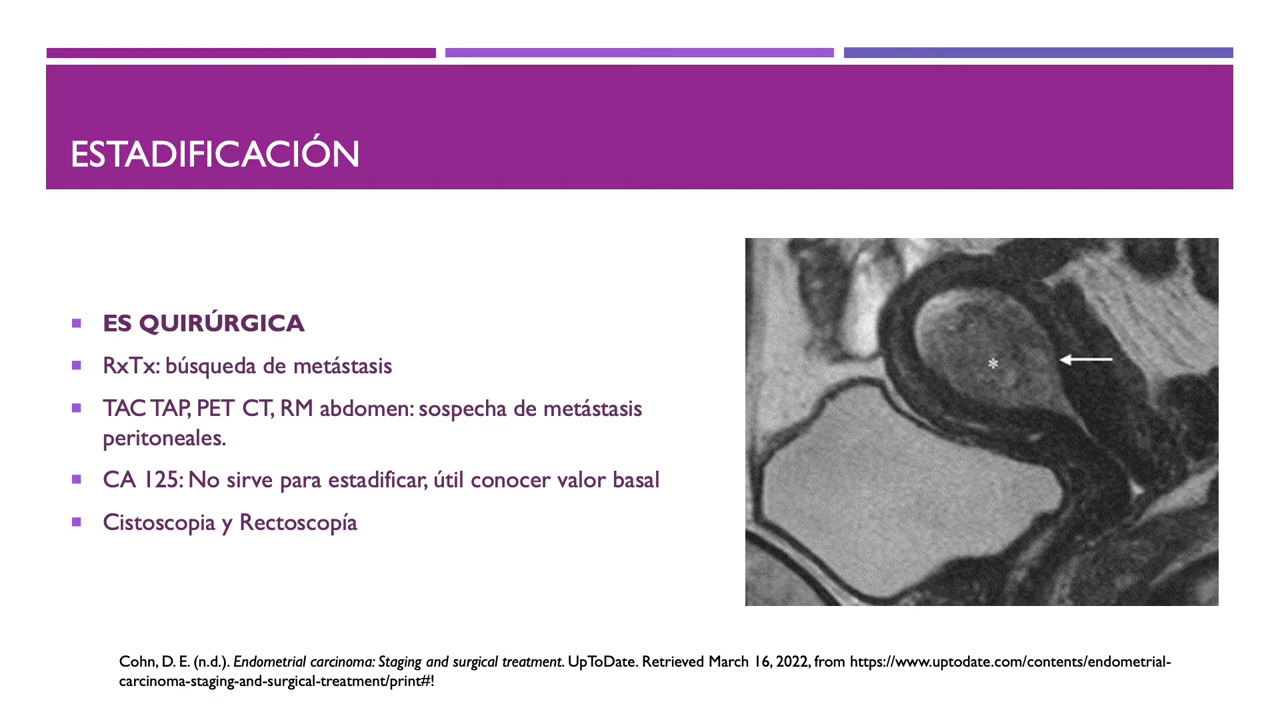 ESTADIFICACIÓN
ES QUIRÚRGICA
RxTx: búsqueda de metástasis
TAC TAP, PET CT, RM abdomen: sospecha de metástasis
peritoneales.
CA 125: No sirve para estadificar, útil conocer valor basal
Cistoscopia y Rectoscopía
Cohn, D. E. (n.d.). Endometrial carcinoma: Staging and surgical treatment. UpToDate. Retrieved March 16, 2022, from https://www.uptodate.com/contents/endometrial-
carcinoma-staging-and-surgical-treatment/print#!